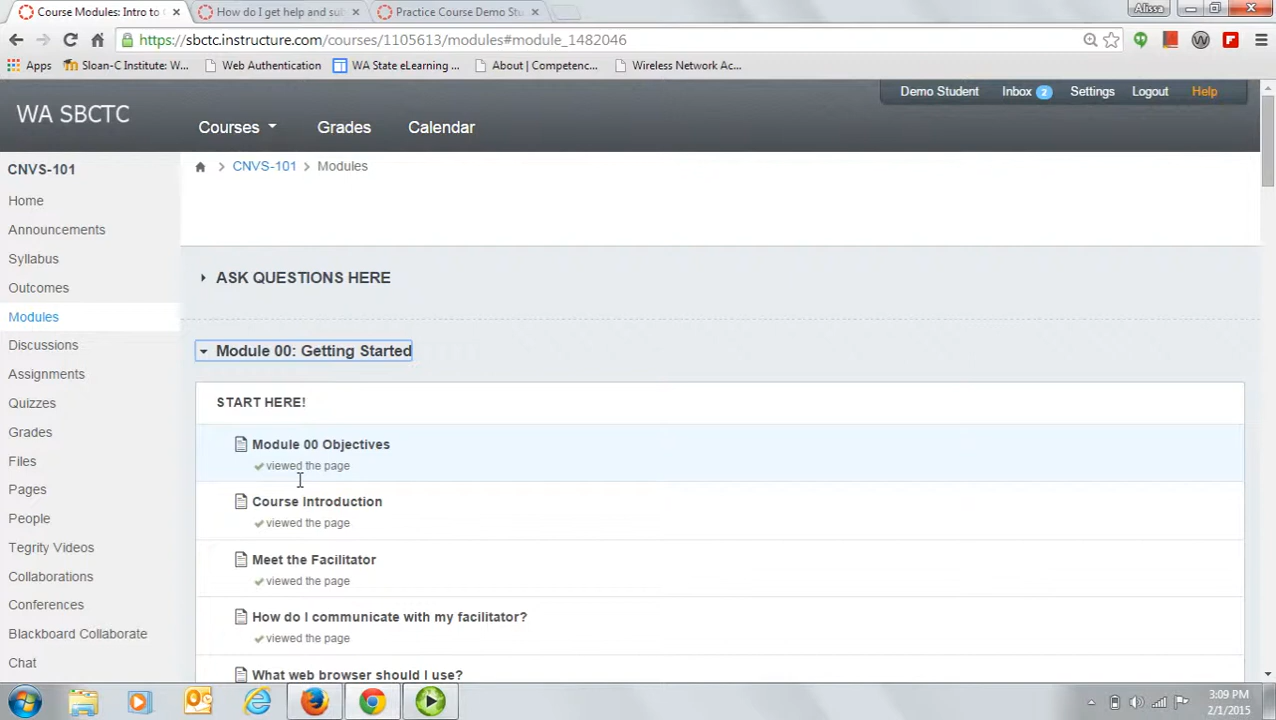 Course Modules: Intro to
How do I get help and su
Practice Course Demo Stu
Alissa
https://sbctc.instructure.com/courses/1105613/modules#module_1482046
Apps
Sloan-C Institute: W...
Web Authentication
WA State eLearning ...
About | Competenc...
Wireless Network Ac...
Demo Student
Inbox 2
Settings
Logout
Help
WA SBCTC
Courses
Grades
Calendar
CNVS-101
Home
Announcements
Syllabus
Outcomes
Modules
Discussions
Assignments
Quizzes
Grades
Files
Pages
People
Tegrity Videos
Collaborations
Conferences
Blackboard Collaborate
Chat
CNVS-101 > Modules
ASK QUESTIONS HERE
Module 00: Getting Started
START HERE!
Module 00 Objectives
viewed the page
Course Introduction
viewed the page
Meet the Facilitator
viewed the page
How do I communicate with my facilitator?
viewed the page
What web browser should I use?
3:09 PM
2/1/2015